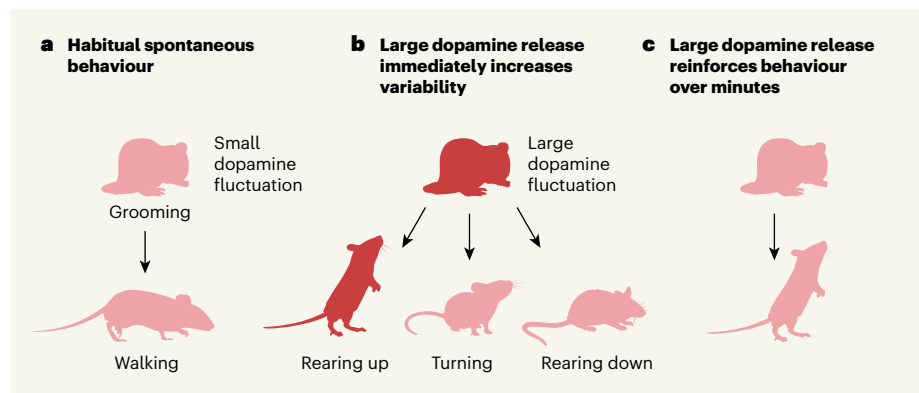 a Habitual spontaneous
behaviour
Small
dopamine
fluctuation
Grooming
Walking
b Large dopamine release
immediately increases
variability
Large
dopamine
fluctuation
Rearing up
Turning
Rearing down
c Large dopamine release
reinforces behaviour
over minutes